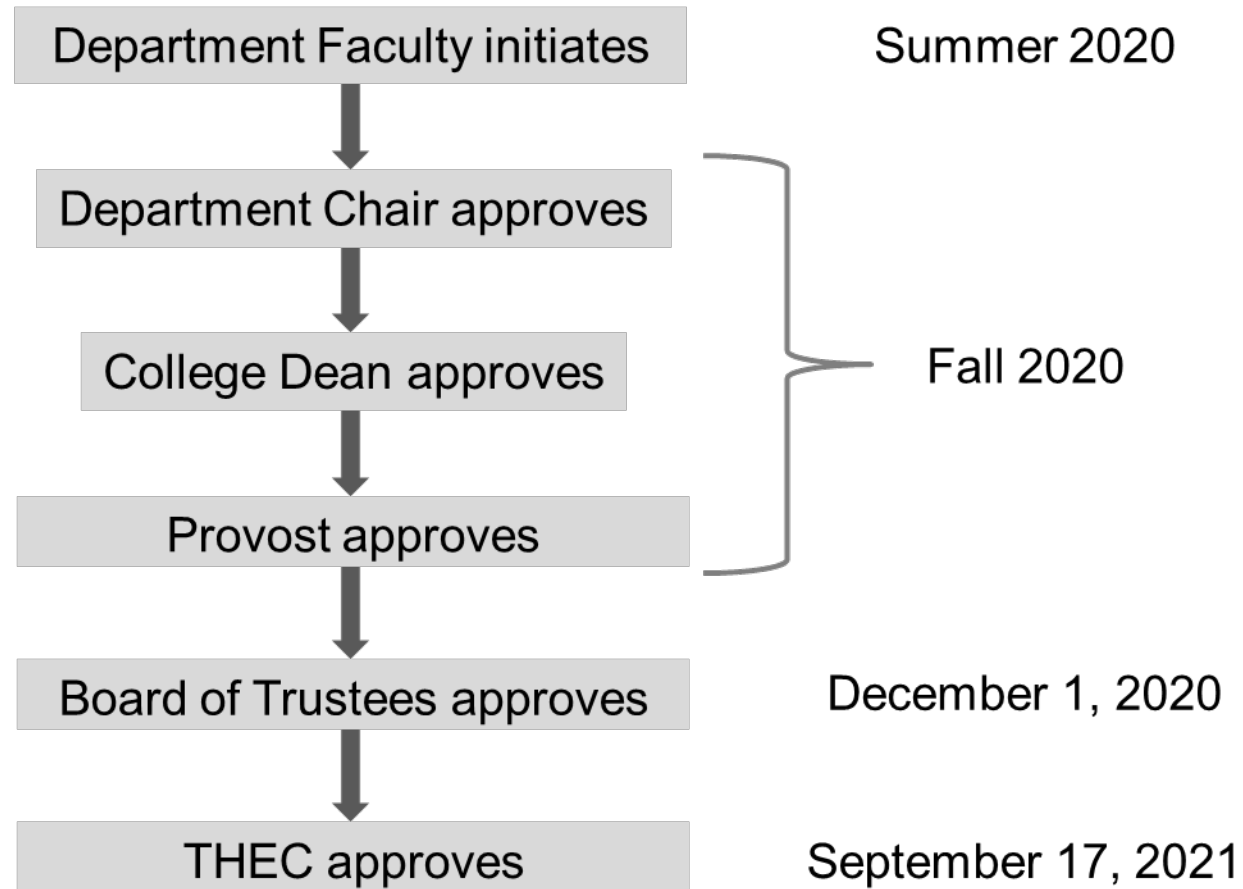 Department Faculty initiates
Summer 2020
Department Chair approves
College Dean approves
Fall 2020
Provost approves
Board of Trustees approves
December 1, 2020
THEC approves
September 17, 2021